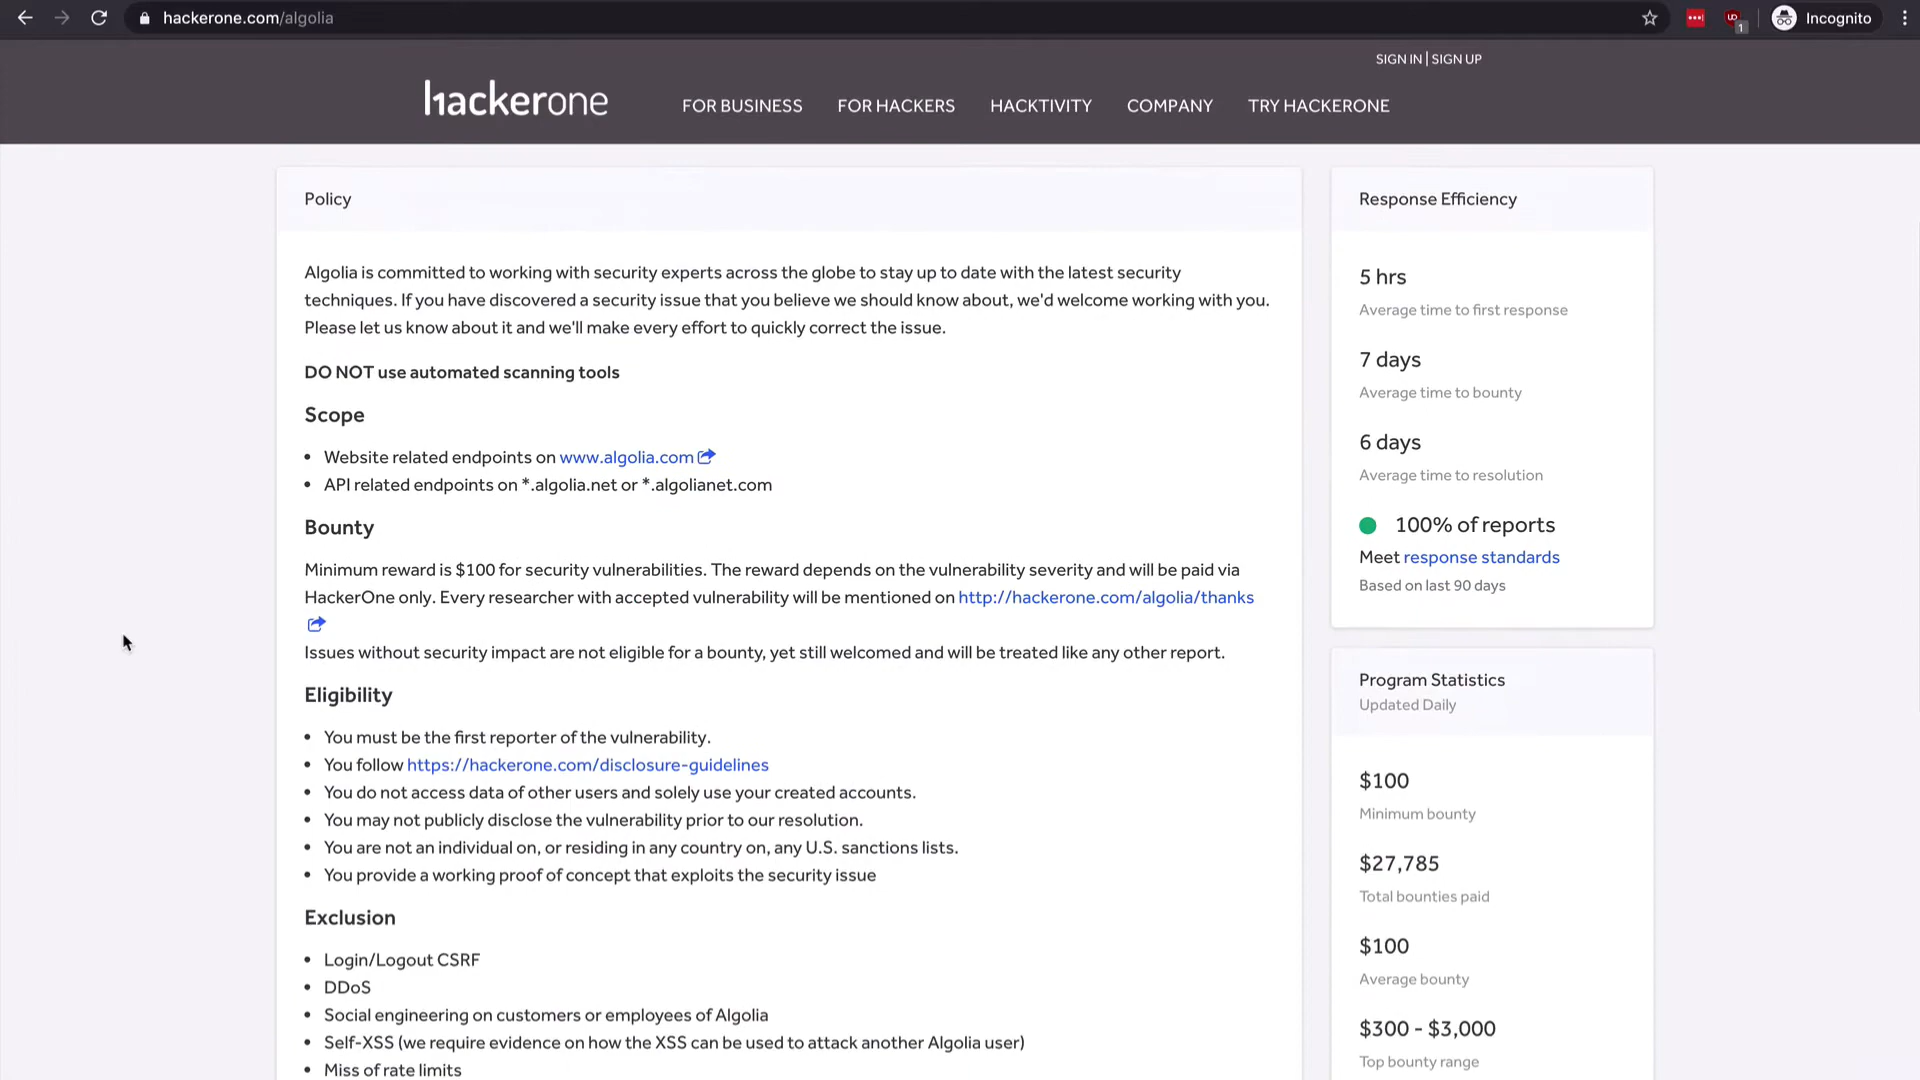 hackerone.com/algolia
1
Incognito
SIGN IN | SIGN UP
hackerone
FOR BUSINESS
FOR HACKERS
HACKTIVITY
COMPANY
TRY HACKERONE
Policy
Algolia is committed to working with security experts across the globe to stay up to date with the latest security
techniques. If you have discovered a security issue that you believe we should know about, we'd welcome working with you.
Please let us know about it and we'll make every effort to quickly correct the issue.
DO NOT use automated scanning tools
Scope
• Website related endpoints on www.algolia.com
• API related endpoints on *.algolia.net or *.algolianet.com
Bounty
Minimum reward is $100 for security vulnerabilities. The reward depends on the vulnerability severity and will be paid via
HackerOne only. Every researcher with accepted vulnerability will be mentioned on http://hackerone.com/algolia/thanks
Issues without security impact are not eligible for a bounty, yet still welcomed and will be treated like any other report.
Eligibility
• You must be the first reporter of the vulnerability.
• You follow https://hackerone.com/disclosure-guidelines
• You do not access data of other users and solely use your created accounts.
• You may not publicly disclose the vulnerability prior to our resolution.
• You are not an individual on, or residing in any country on, any U.S. sanctions lists.
• You provide a working proof of concept that exploits the security issue
Exclusion
• Login/Logout CSRF
• DDoS
• Social engineering on customers or employees of Algolia
• Self-XSS (we require evidence on how the XSS can be used to attack another Algolia user)
• Miss of rate limits
Response Efficiency
5 hrs
Average time to first response
7 days
Average time to bounty
6 days
Average time to resolution
100% of reports
Meet response standards
Based on last 90 days
Program Statistics
Updated Daily
$100
Minimum bounty
$27,785
Total bounties paid
$100
Average bounty
$300 - $3,000
Top bounty range